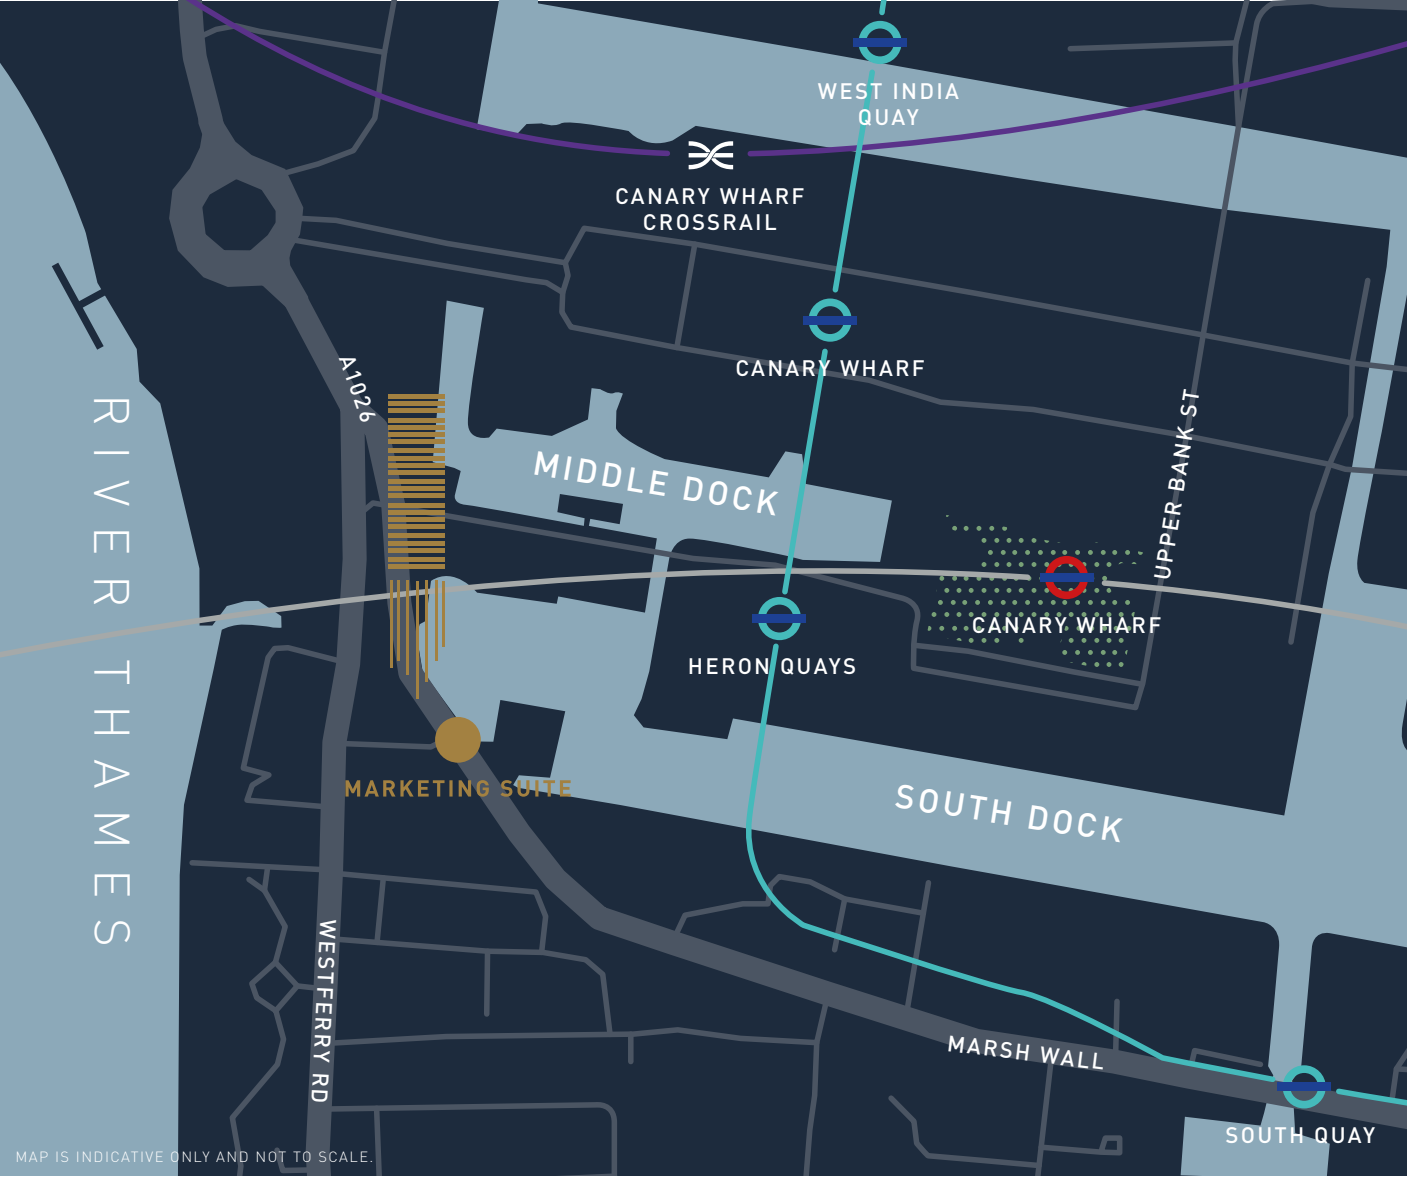 WEST INDIA
QUAY
CANARY WHARF
CROSSRAIL
CANARY WHARF
A1026
RIVER THAMES
MIDDLE DOCK
UPPER BANK ST
CANARY WHARF
HERON QUAYS
MARKETING SUITE
SOUTH DOCK
WESTFERRY RD
MARSH WALL
SOUTH QUAY
MAP IS INDICATIVE ONLY AND NOT TO SCALE.